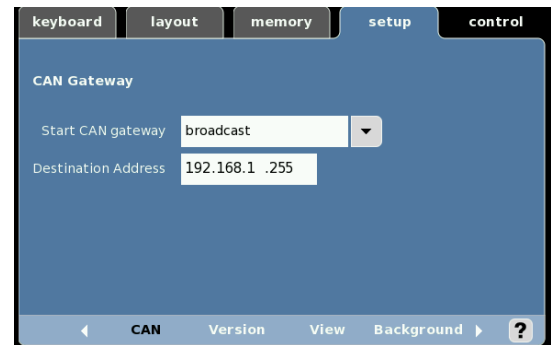 keyboard layout memory setup control
CAN Gateway
Start CAN gateway broadcast
Destination Address 192.168.1 .255
CAN Version View Background ?